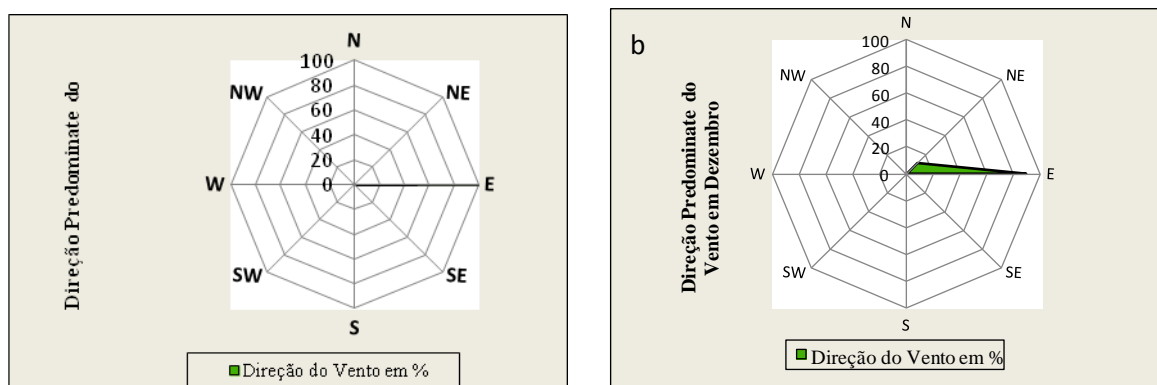 Direção Predominate do
N
NE
E
SE
S
SW
W
NW
100
80
60
40
20
0
Direção do Vento em %
b
Direção Predominate do
Vento em Dezembro
N
NE
E
SE
S
SW
W
NW
100
80
60
40
20
0
Direção do Vento em %